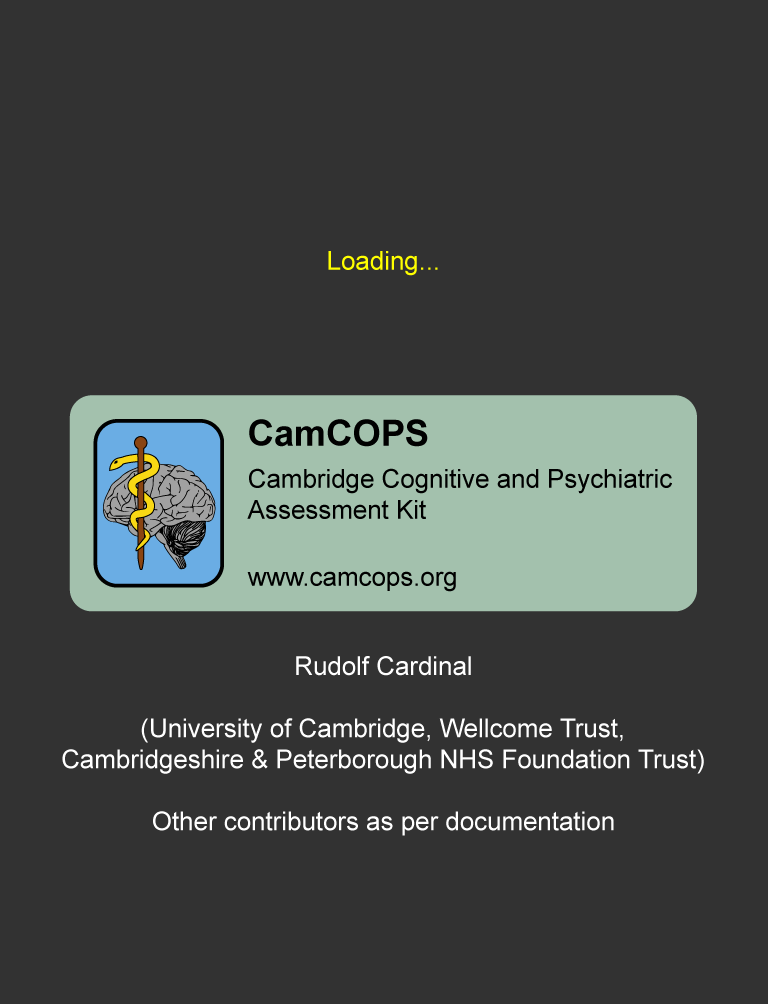 Loading...
CamCOPS
Cambridge Cognitive and Psychiatric
Assessment Kit
www.camcops.org
Rudolf Cardinal
(University of Cambridge, Wellcome Trust,
Cambridgeshire & Peterborough NHS Foundation Trust)
Other contributors as per documentation